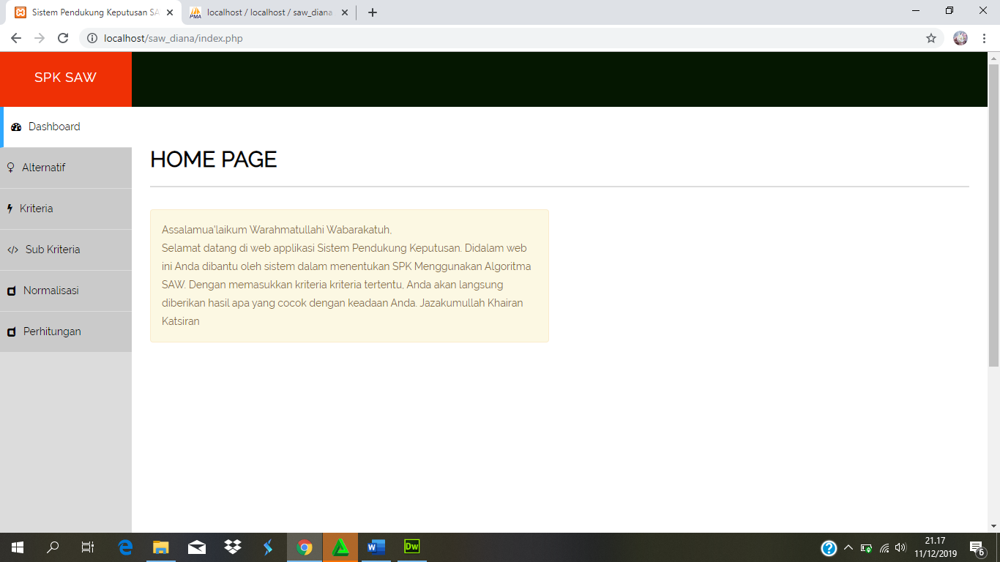 Sistem Pendukung Keputusan SA
localhost / localhost / saw_diana
localhost/saw_diana/index.php
SPK SAW
Dashboard
Alternatif
Kriteria
Sub Kriteria
Normalisasi
Perhitungan
HOME PAGE
Assalamua'laikum Warahmatullahi Wabarakatuh,
Selamat datang di web applikasi Sistem Pendukung Keputusan. Didalam web
ini Anda dibantu oleh sistem dalam menentukan SPK Menggunakan Algoritma
SAW. Dengan memasukkan kriteria kriteria tertentu, Anda akan langsung
diberikan hasil apa yang cocok dengan keadaan Anda. Jazakumullah Khairan
Katsiran
Dw
21.17
11/12/2019
6